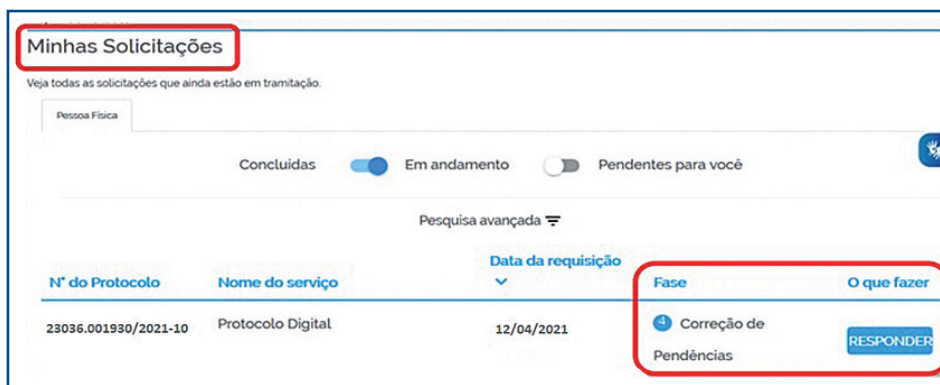 Minhas Solicitações
Veja todas as solicitações que ainda estão em tramitação.
Pessoa Física
Concluídas Em andamento Pendentes para você
Pesquisa avançada
N° do Protocolo Nome do serviço Data da requisição Fase O que fazer
23036.001930/2021-10 Protocolo Digital 12/04/2021 4 Correção de Pendências RESPONDER